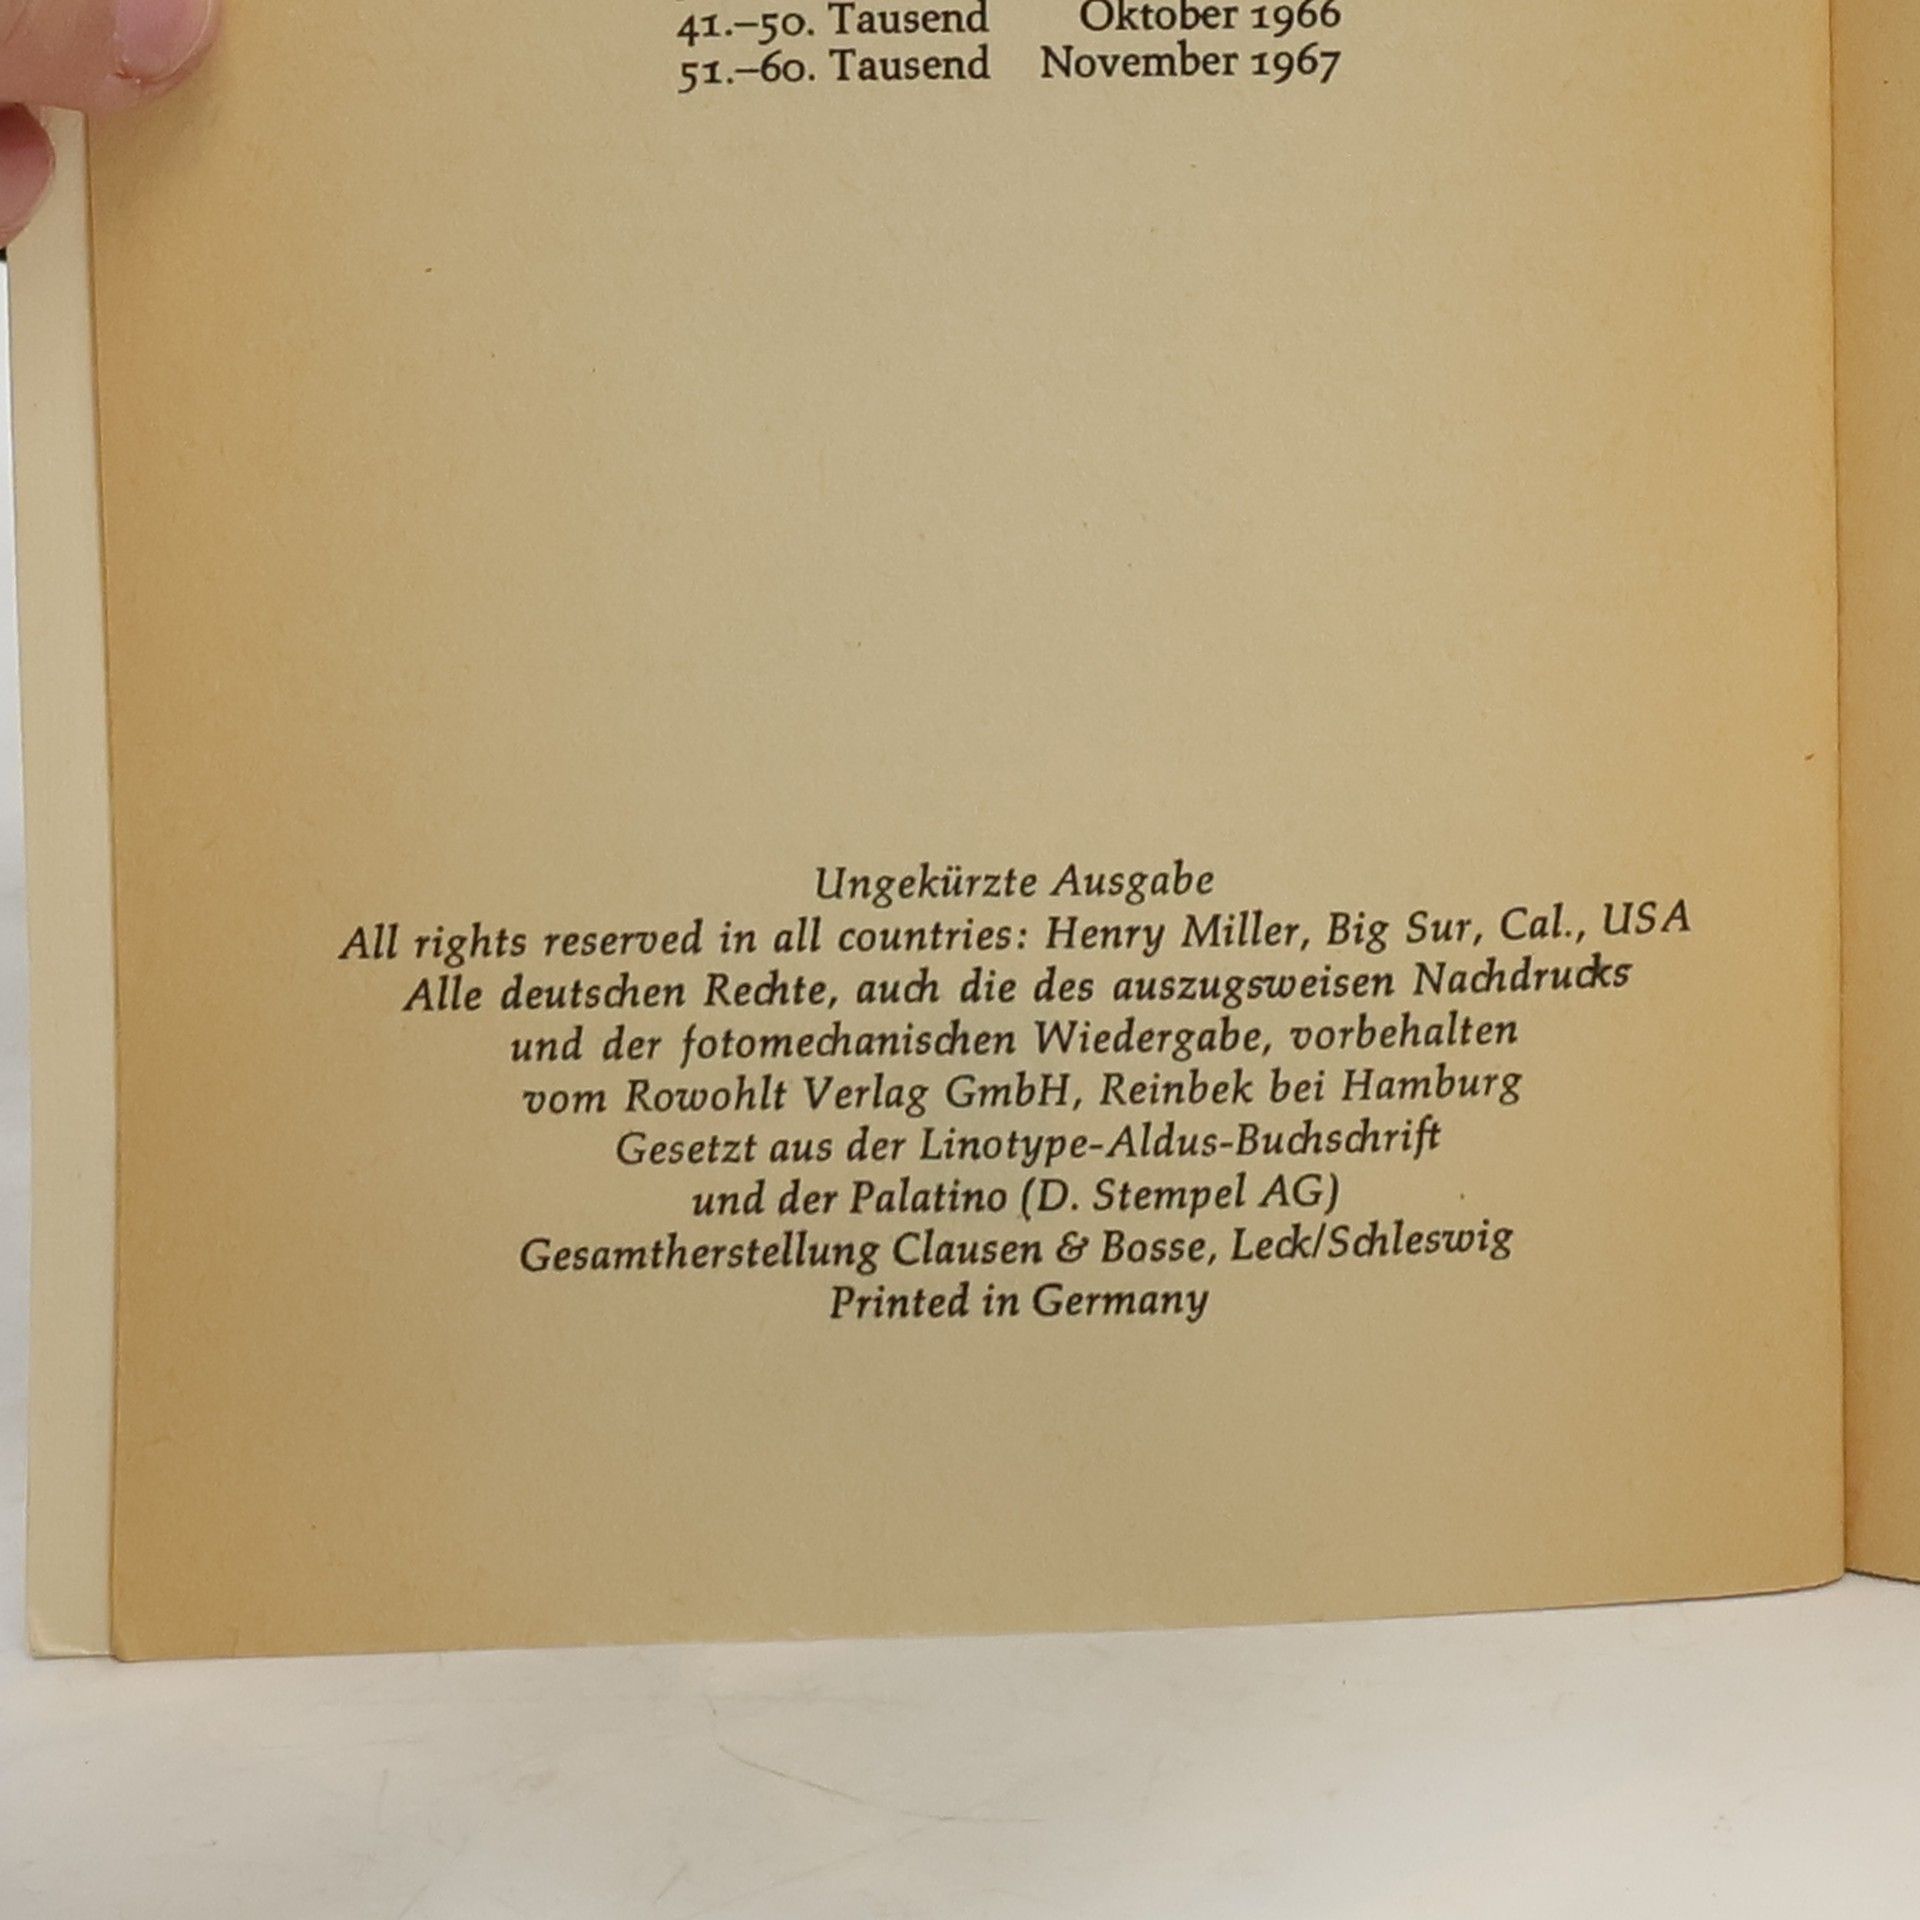 41.–50. Tausend Oktober 1966
51.–60. Tausend November 1967
Ungekürzte Ausgabe
All rights reserved in all countries: Henry Miller, Big Sur, Cal., USA
Alle deutschen Rechte, auch die des auszugsweisen Nachdrucks
und der fotomechanischen Wiedergabe, vorbehalten
vom Rowohlt Verlag GmbH, Reinbek bei Hamburg
Gesetzt aus der Linotype-Aldus-Buchschrift
und der Palatino (D. Stempel AG)
Gesamtherstellung Clausen & Bosse, Leck/Schleswig
Printed in Germany